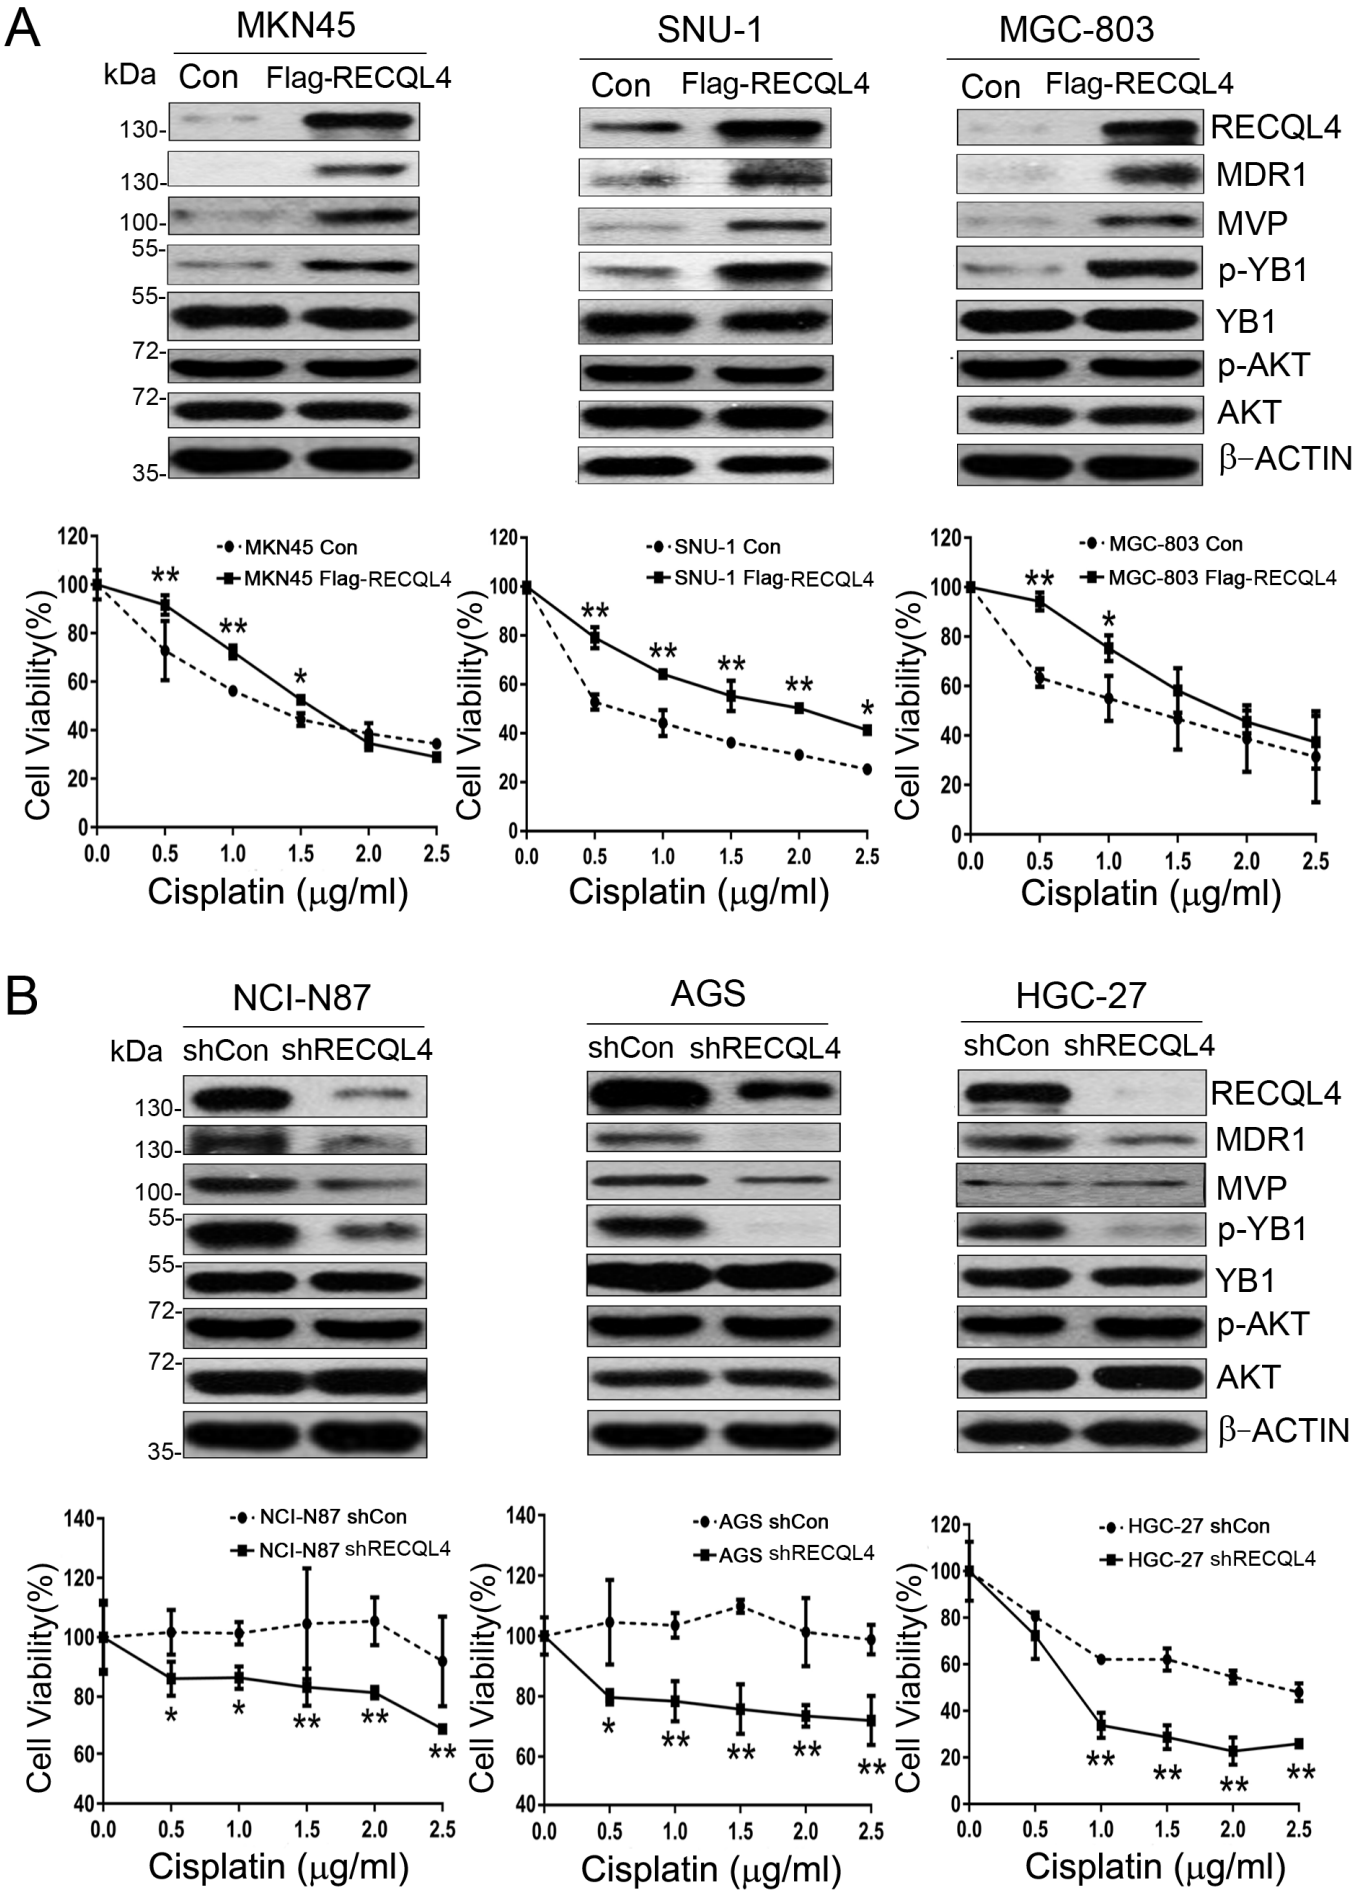 A
MKN45 SNU-1 MGC-803
kDa Con Flag-RECQL4 Con Flag-RECQL4 Con Flag-RECQL4
130- RECQL4
130- MDR1
100- MVP
55- p-YB1
55- YB1
72- p-AKT
72- AKT
35- β-ACTIN
120 100 80 60 40 20 0
Cell Viability(%)
MKN45 Con
MKN45 Flag-RECQL4
** ** *
0.0 0.5 1.0 1.5 2.0 2.5
Cisplatin (μg/ml)
120 100 80 60 40 20 0
Cell Viability(%)
SNU-1 Con
SNU-1 Flag-RECQL4
** ** ** ** *
0.0 0.5 1.0 1.5 2.0 2.5
Cisplatin (μg/ml)
120 100 80 60 40 20 0
Cell Viability(%)
MGC-803 Con
MGC-803 Flag-RECQL4
** *
0.0 0.5 1.0 1.5 2.0 2.5
Cisplatin (μg/ml)
B
NCI-N87 AGS HGC-27
kDa shCon shRECQL4 shCon shRECQL4 shCon shRECQL4
130- RECQL4
130- MDR1
100- MVP
55- p-YB1
55- YB1
72- p-AKT
72- AKT
35- β-ACTIN
140 120 100 80 60 40
Cell Viability(%)
NCI-N87 shCon
NCI-N87 shRECQL4
* * ** ** **
0.0 0.5 1.0 1.5 2.0 2.5
Cisplatin (μg/ml)
140 120 100 80 60 40
Cell Viability(%)
AGS shCon
AGS shRECQL4
* ** ** ** **
0.0 0.5 1.0 1.5 2.0 2.5
Cisplatin (μg/ml)
120 100 80 60 40 20 0
Cell Viability(%)
HGC-27 shCon
HGC-27 shRECQL4
** ** ** **
0.0 0.5 1.0 1.5 2.0 2.5
Cisplatin (μg/ml)